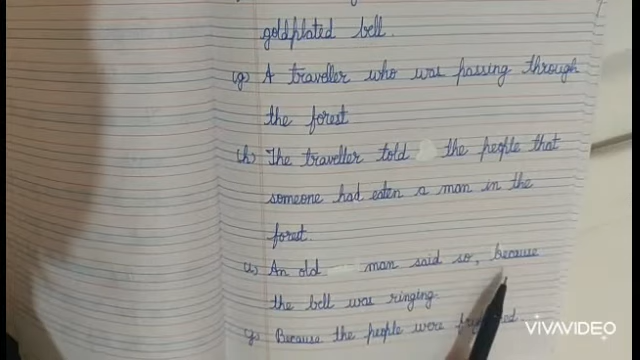 goldplated bell.
(g) A traveller who was passing through
the forest
(h) The traveller told the people that
someone had eaten a man in the
forest.
(i) An old man said so, because
the bell was ringing.
(j) Because the people were
VIVAVIDEO